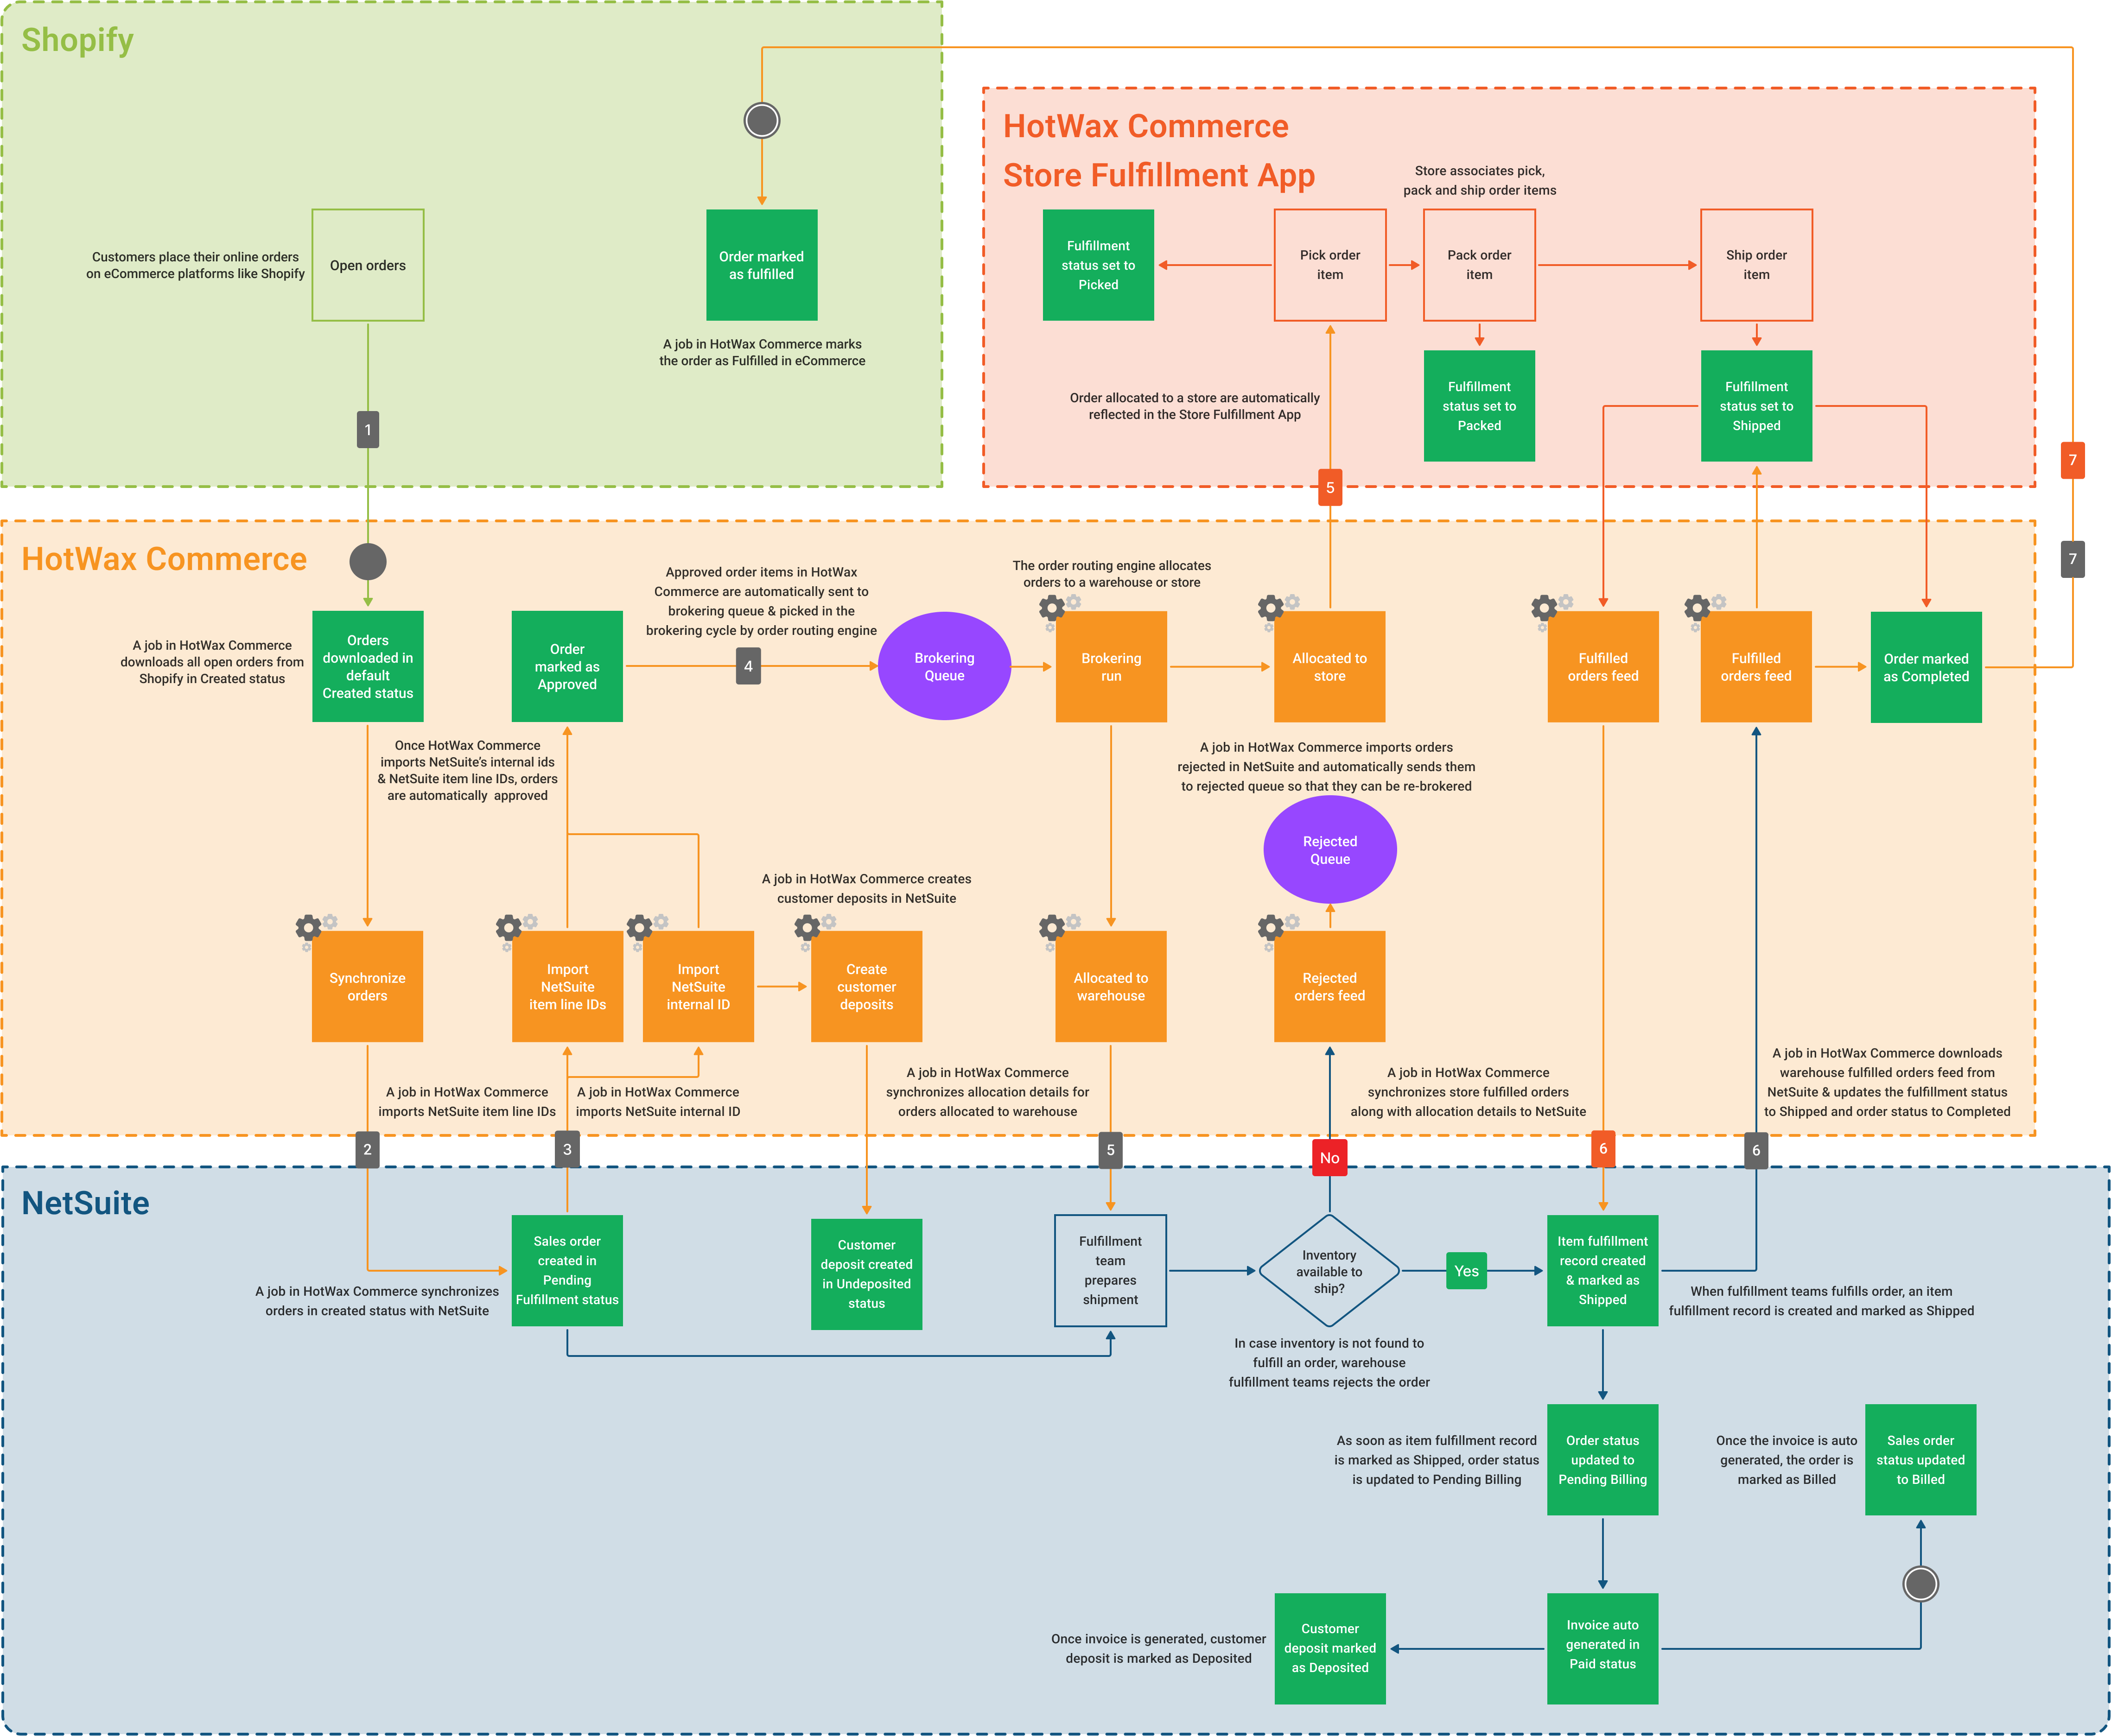 Shopify
Customers place their online orders
on eCommerce platforms like Shopify
Open orders
Order marked
as fulfilled
A job in HotWax Commerce marks
the order as Fulfilled in eCommerce
1
HotWax Commerce
Store Fulfillment App
Store associates pick,
pack and ship order items
Fulfillment
status set to
Picked
Pick order
item
Pack order
item
Ship order
item
Order allocated to a store are automatically
reflected in the Store Fulfillment App
Fulfillment
status set to
Packed
Fulfillment
status set to
Shipped
5
7
7
HotWax Commerce
A job in HotWax Commerce
downloads all open orders from
Shopify in Created status
Orders
downloaded in
default
Created status
Order
marked as
Approved
Approved order items in HotWax
Commerce are automatically sent to
brokering queue & picked in the
brokering cycle by order routing engine
4
Brokering
Queue
The order routing engine allocates
orders to a warehouse or store
Brokering
run
Allocated to
store
Fulfilled
orders feed
Fulfilled
orders feed
Order marked
as Completed
Once HotWax Commerce
imports NetSuite's internal ids
& NetSuite item line IDs, orders
are automatically approved
A job in HotWax Commerce imports orders
rejected in NetSuite and automatically sends them
to rejected queue so that they can be re-brokered
Rejected
Queue
A job in HotWax Commerce creates
customer deposits in NetSuite
Synchronize
orders
Import
NetSuite
item line IDs
Import
NetSuite
internal ID
Create
customer
deposits
Allocated to
warehouse
Rejected
orders feed
A job in HotWax Commerce
imports NetSuite item line IDs
A job in HotWax Commerce
imports NetSuite internal ID
A job in HotWax Commerce
synchronizes allocation details for
orders allocated to warehouse
A job in HotWax Commerce
synchronizes store fulfilled orders
along with allocation details to NetSuite
A job in HotWax Commerce downloads
warehouse fulfilled orders feed from
NetSuite & updates the fulfillment status
to Shipped and order status to Completed
2
3
5
No
6
6
NetSuite
A job in HotWax Commerce synchronizes
orders in created status with NetSuite
Sales order
created in
Pending
Fulfillment status
Customer
deposit created
in Undeposited
status
Fulfillment
team
prepares
shipment
Inventory
available to
ship?
Yes
Item fulfillment
record created
& marked as
Shipped
When fulfillment teams fulfills order, an item
fulfillment record is created and marked as Shipped
In case inventory is not found to
fulfill an order, warehouse
fulfillment teams rejects the order
As soon as item fulfillment record
is marked as Shipped, order status
is updated to Pending Billing
Order status
updated to
Pending Billing
Once the invoice is auto
generated, the order is
marked as Billed
Sales order
status updated
to Billed
Once invoice is generated, customer
deposit is marked as Deposited
Customer
deposit marked
as Deposited
Invoice auto
generated in
Paid status